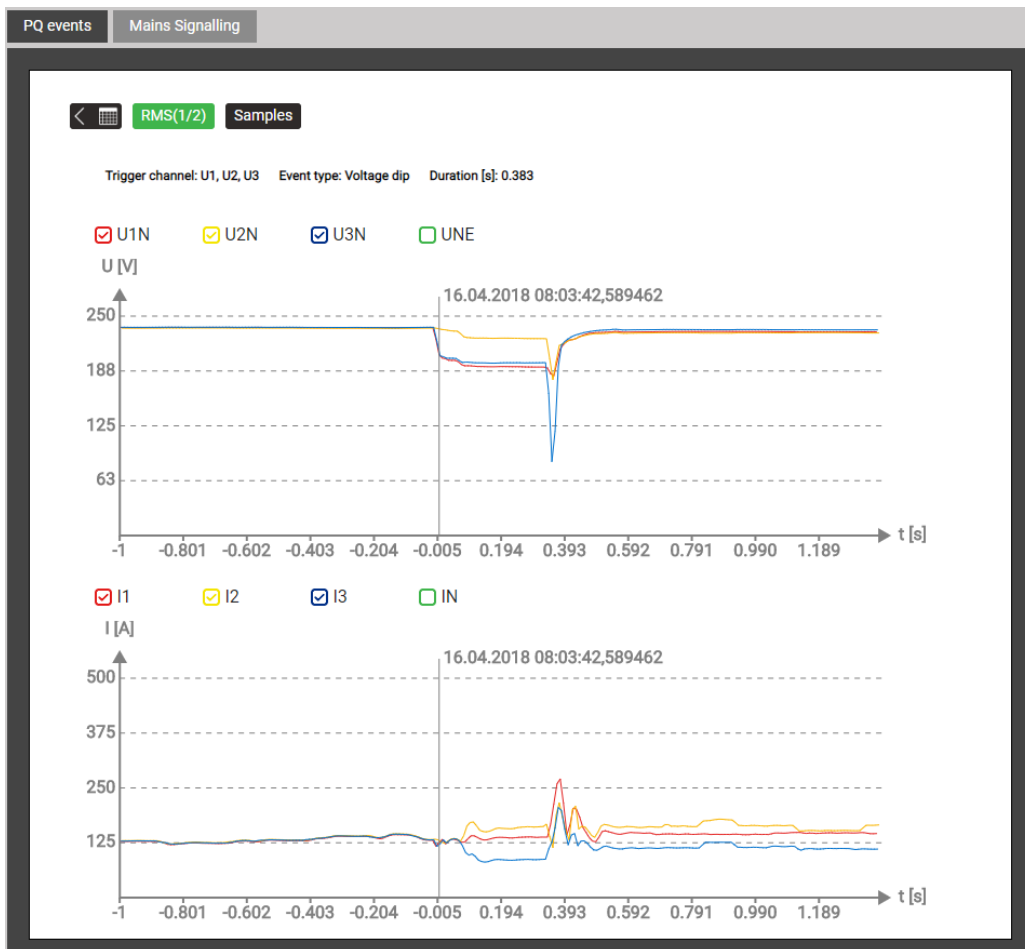 PQ events Mains Signalling
RMS(1/2) Samples
Trigger channel: U1, U2, U3 Event type: Voltage dip Duration [s]: 0.383
U1N U2N U3N UNE
U [V]
16.04.2018 08:03:42,589462
250
188
125
63
t [s]
-1 -0.801 -0.602 -0.403 -0.204 -0.005 0.194 0.393 0.592 0.791 0.990 1.189
I1 I2 I3 IN
I [A]
16.04.2018 08:03:42,589462
500
375
250
125
t [s]
-1 -0.801 -0.602 -0.403 -0.204 -0.005 0.194 0.393 0.592 0.791 0.990 1.189